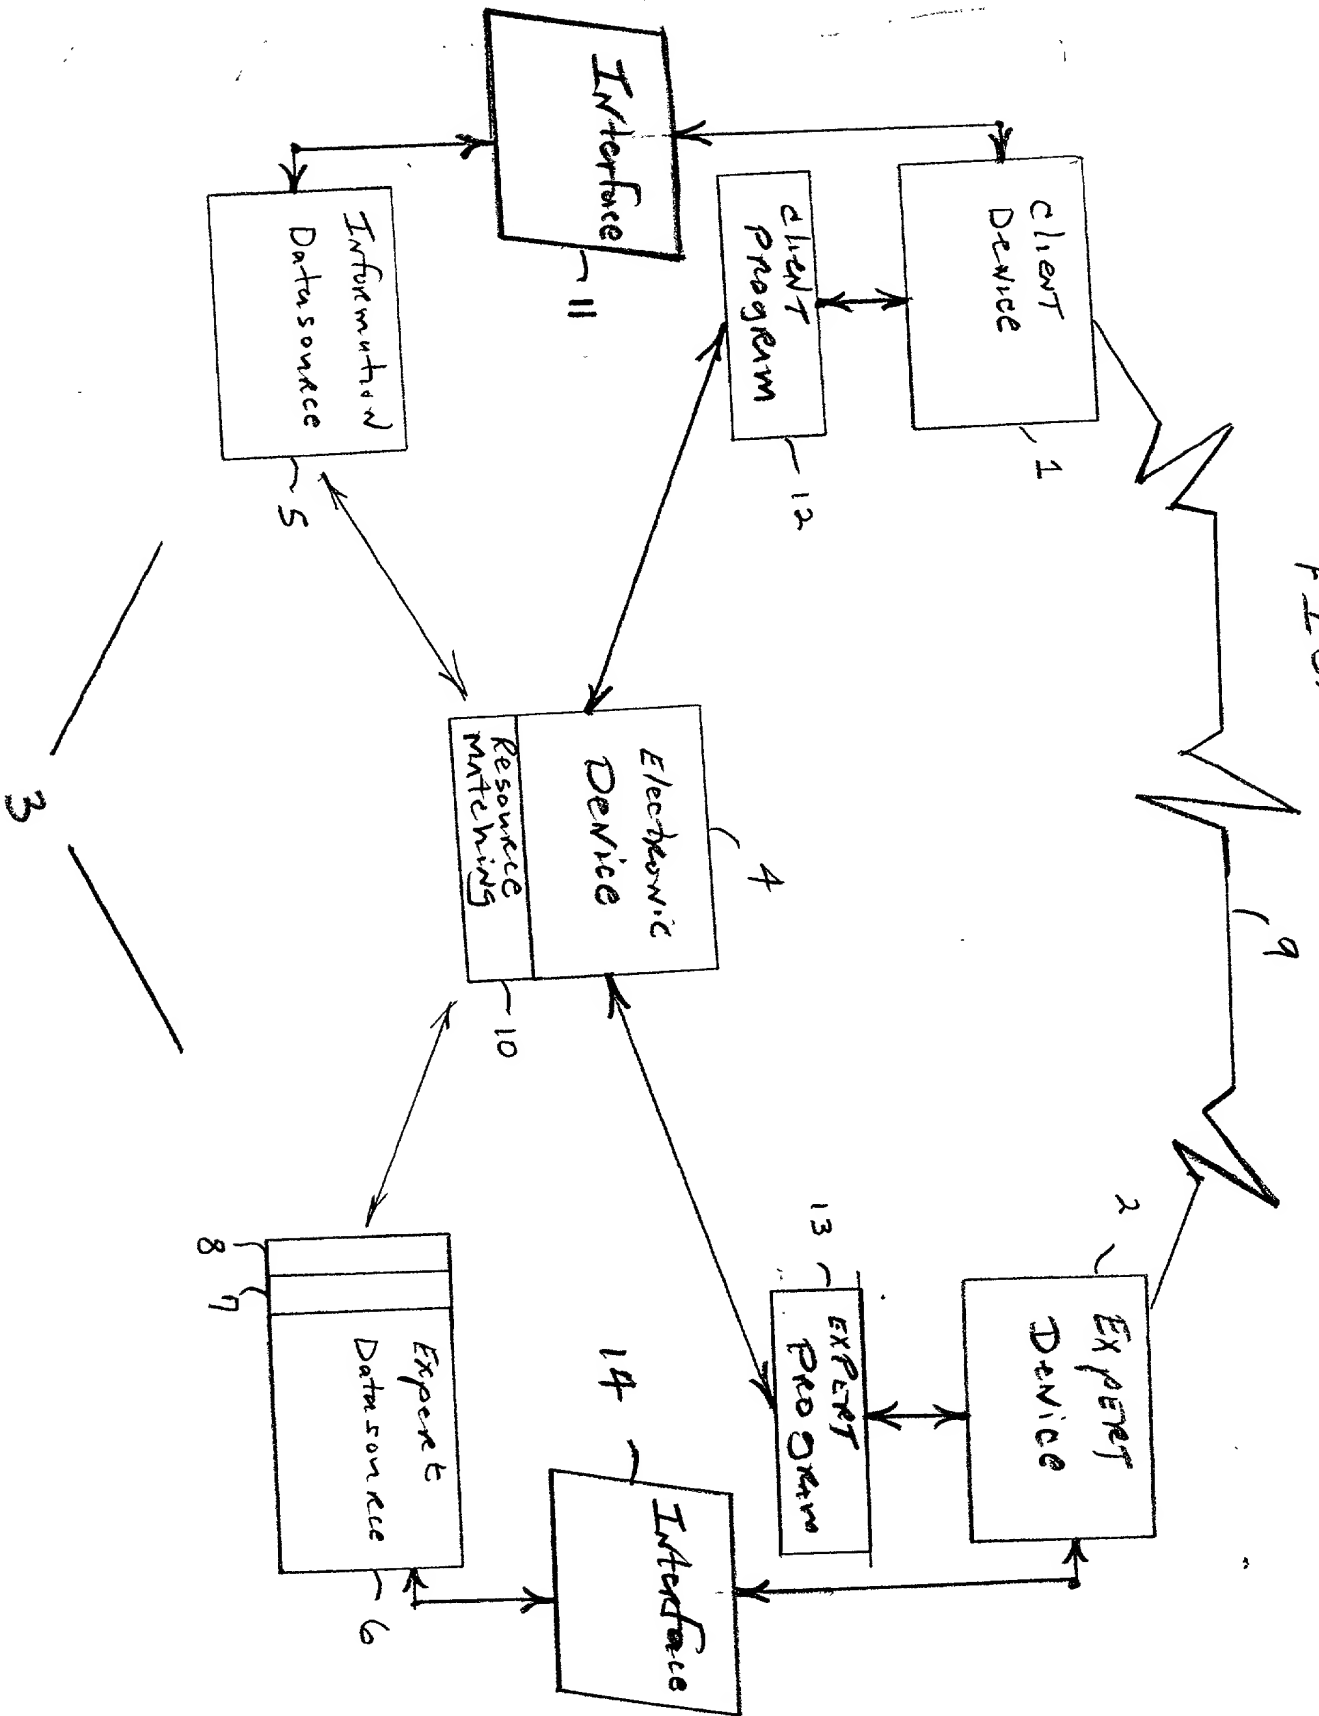 FIG.
9
Client
Device
1
2
Expert
Device
Client
Program
12
13
Expert
Program
Interface
11
Electronic
Device
4
Resource
Matching
10
14
Interface
Information
Datasource
5
8
7
Expert
Datasource
6
3